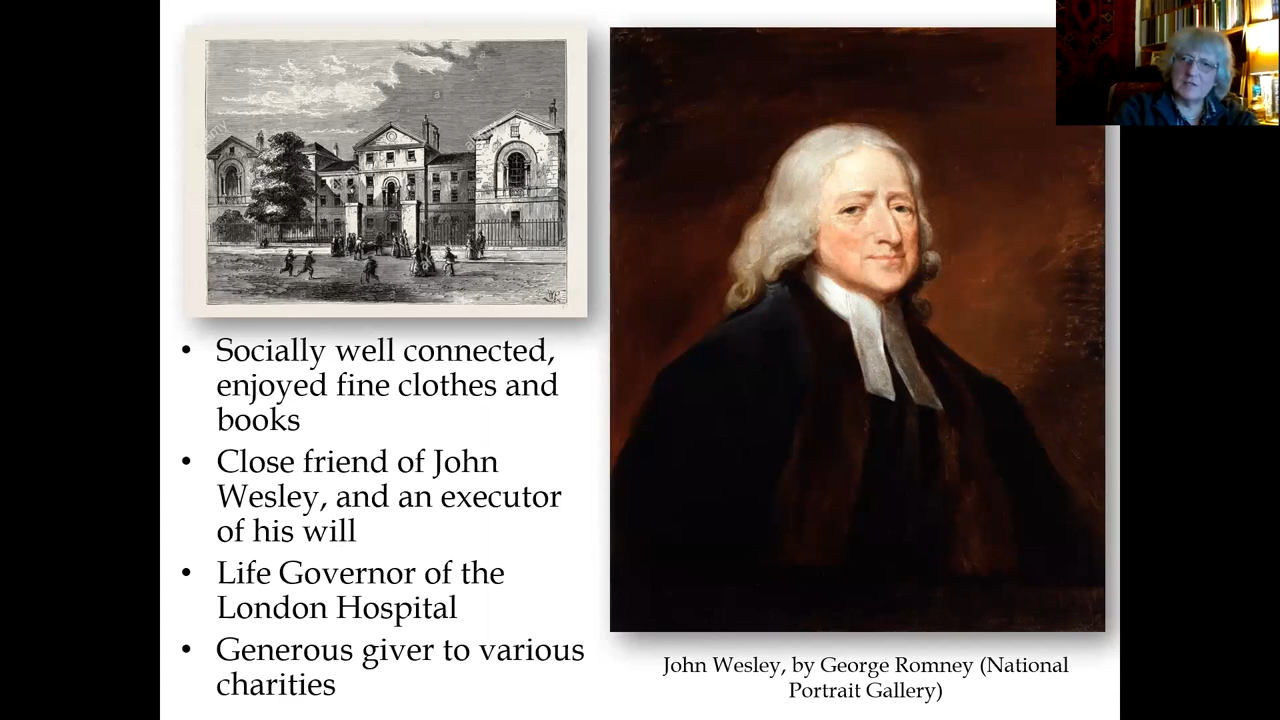 • Socially well connected,
enjoyed fine clothes and
books
• Close friend of John
Wesley, and an executor
of his will
• Life Governor of the
London Hospital
• Generous giver to various
charities
John Wesley, by George Romney (National
Portrait Gallery)